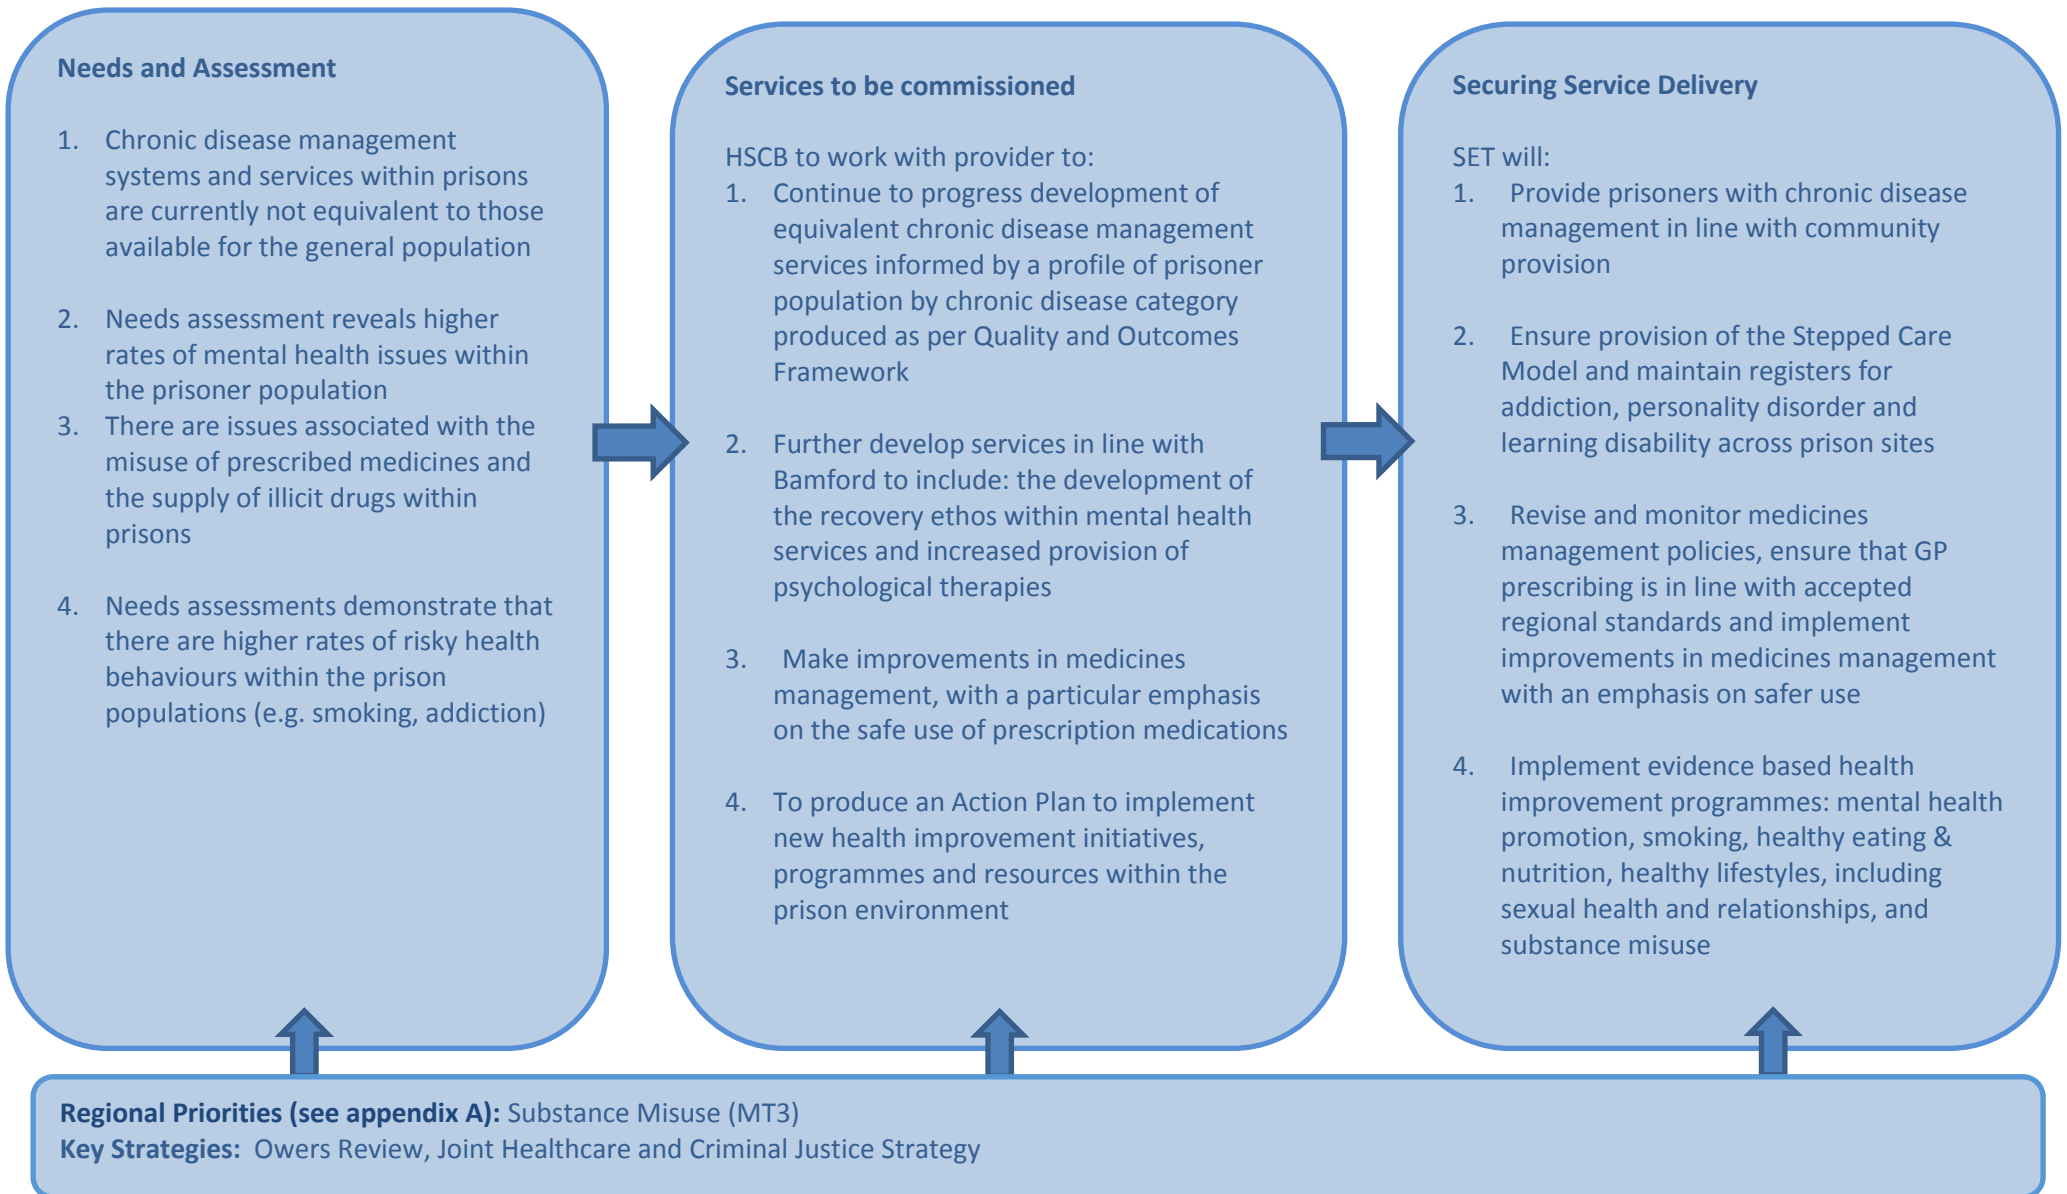 Needs and Assessment
1. Chronic disease management
systems and services within prisons
are currently not equivalent to those
available for the general population
2. Needs assessment reveals higher
rates of mental health issues within
the prisoner population
3. There are issues associated with the
misuse of prescribed medicines and
the supply of illicit drugs within
prisons
4. Needs assessments demonstrate that
there are higher rates of risky health
behaviours within the prison
populations (e.g. smoking, addiction)
Services to be commissioned
HSCB to work with provider to:
1. Continue to progress development of
equivalent chronic disease management
services informed by a profile of prisoner
population by chronic disease category
produced as per Quality and Outcomes
Framework
2. Further develop services in line with
Bamford to include: the development of
the recovery ethos within mental health
services and increased provision of
psychological therapies
3. Make improvements in medicines
management, with a particular emphasis
on the safe use of prescription medications
4. To produce an Action Plan to implement
new health improvement initiatives,
programmes and resources within the
prison environment
Securing Service Delivery
SET will:
1. Provide prisoners with chronic disease
management in line with community
provision
2. Ensure provision of the Stepped Care
Model and maintain registers for
addiction, personality disorder and
learning disability across prison sites
3. Revise and monitor medicines
management policies, ensure that GP
prescribing is in line with accepted
regional standards and implement
improvements in medicines management
with an emphasis on safer use
4. Implement evidence based health
improvement programmes: mental health
promotion, smoking, healthy eating &
nutrition, healthy lifestyles, including
sexual health and relationships, and
substance misuse
Regional Priorities (see appendix A): Substance Misuse (MT3)
Key Strategies: Owers Review, Joint Healthcare and Criminal Justice Strategy